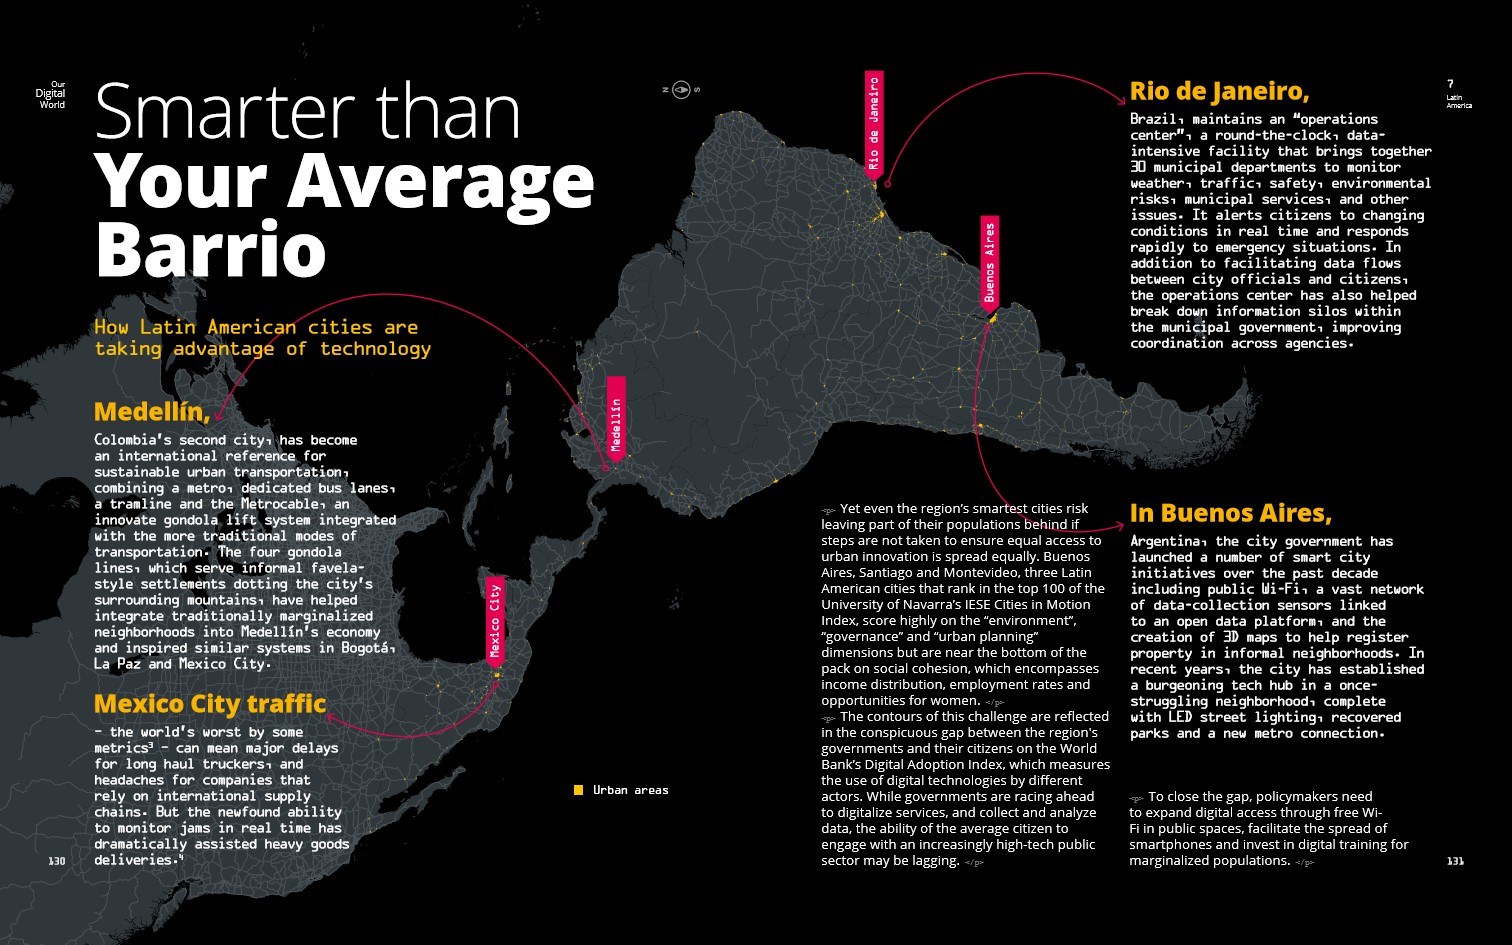 Our
Digital
World
Smarter than
Your Average
Barrio
How Latin American cities are
taking advantage of technology
Medellín,
Colombia's second city, has become
an international reference for
sustainable urban transportation,
combining a metro, dedicated bus lanes,
a tramline and the Metrocable, an
innovate gondola lift system integrated
with the more traditional modes of
transportation. The four gondola
lines, which serve informal favela-
style settlements dotting the city's
surrounding mountains, have helped
integrate traditionally marginalized
neighborhoods into Medellín's economy
and inspired similar systems in Bogotá,
La Paz and Mexico City.
Mexico City traffic
– the world's worst by some
metrics³ – can mean major delays
for long haul truckers, and
headaches for companies that
rely on international supply
chains. But the newfound ability
to monitor jams in real time has
dramatically assisted heavy goods
deliveries.⁴
130
N S
Rio de Janeiro
Buenos Aires
Medellín
Mexico City
Urban areas
<p> Yet even the region's smartest cities risk
leaving part of their populations behind if
steps are not taken to ensure equal access to
urban innovation is spread equally. Buenos
Aires, Santiago and Montevideo, three Latin
American cities that rank in the top 100 of the
University of Navarra's IESE Cities in Motion
Index, score highly on the "environment",
"governance" and "urban planning"
dimensions but are near the bottom of the
pack on social cohesion, which encompasses
income distribution, employment rates and
opportunities for women. </p>
<p> The contours of this challenge are reflected
in the conspicuous gap between the region's
governments and their citizens on the World
Bank's Digital Adoption Index, which measures
the use of digital technologies by different
actors. While governments are racing ahead
to digitalize services, and collect and analyze
data, the ability of the average citizen to
engage with an increasingly high-tech public
sector may be lagging. </p>
Rio de Janeiro,
Brazil, maintains an "operations
center", a round-the-clock, data-
intensive facility that brings together
30 municipal departments to monitor
weather, traffic, safety, environmental
risks, municipal services, and other
issues. It alerts citizens to changing
conditions in real time and responds
rapidly to emergency situations. In
addition to facilitating data flows
between city officials and citizens,
the operations center has also helped
break down information silos within
the municipal government, improving
coordination across agencies.
In Buenos Aires,
Argentina, the city government has
launched a number of smart city
initiatives over the past decade
including public Wi-Fi, a vast network
of data-collection sensors linked
to an open data platform, and the
creation of 3D maps to help register
property in informal neighborhoods. In
recent years, the city has established
a burgeoning tech hub in a once-
struggling neighborhood, complete
with LED street lighting, recovered
parks and a new metro connection.
<p> To close the gap, policymakers need
to expand digital access through free Wi-
Fi in public spaces, facilitate the spread of
smartphones and invest in digital training for
marginalized populations. </p>
7
Latin
America
131